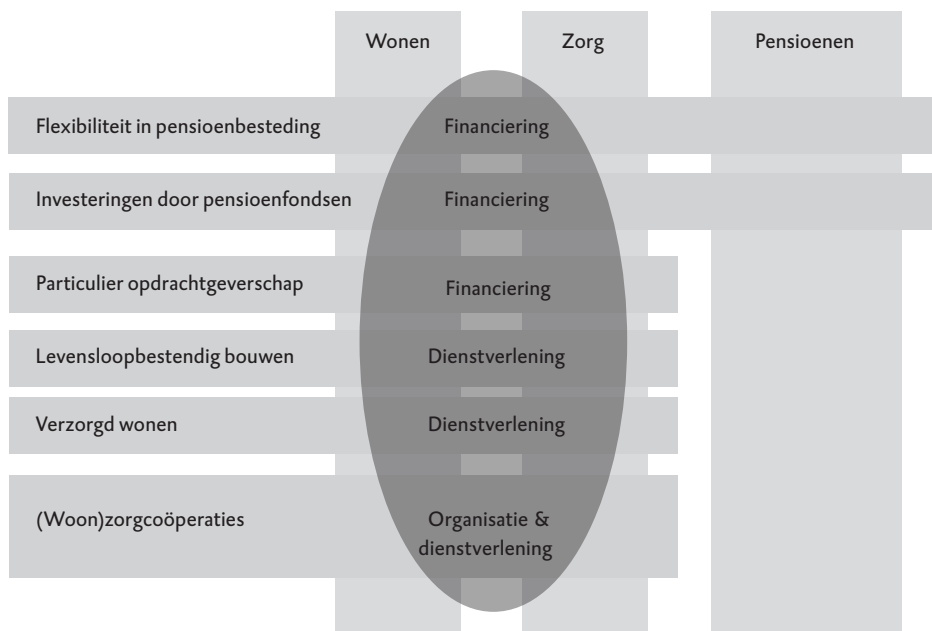 Wonen
Zorg
Pensioenen
Flexibiliteit in pensioenbesteding
Financiering
Investeringen door pensioenfondsen
Financiering
Particulier opdrachtgeverschap
Financiering
Levensloopbestendig bouwen
Dienstverlening
Verzorgd wonen
Dienstverlening
(Woon)zorgcoöperaties
Organisatie &
dienstverlening